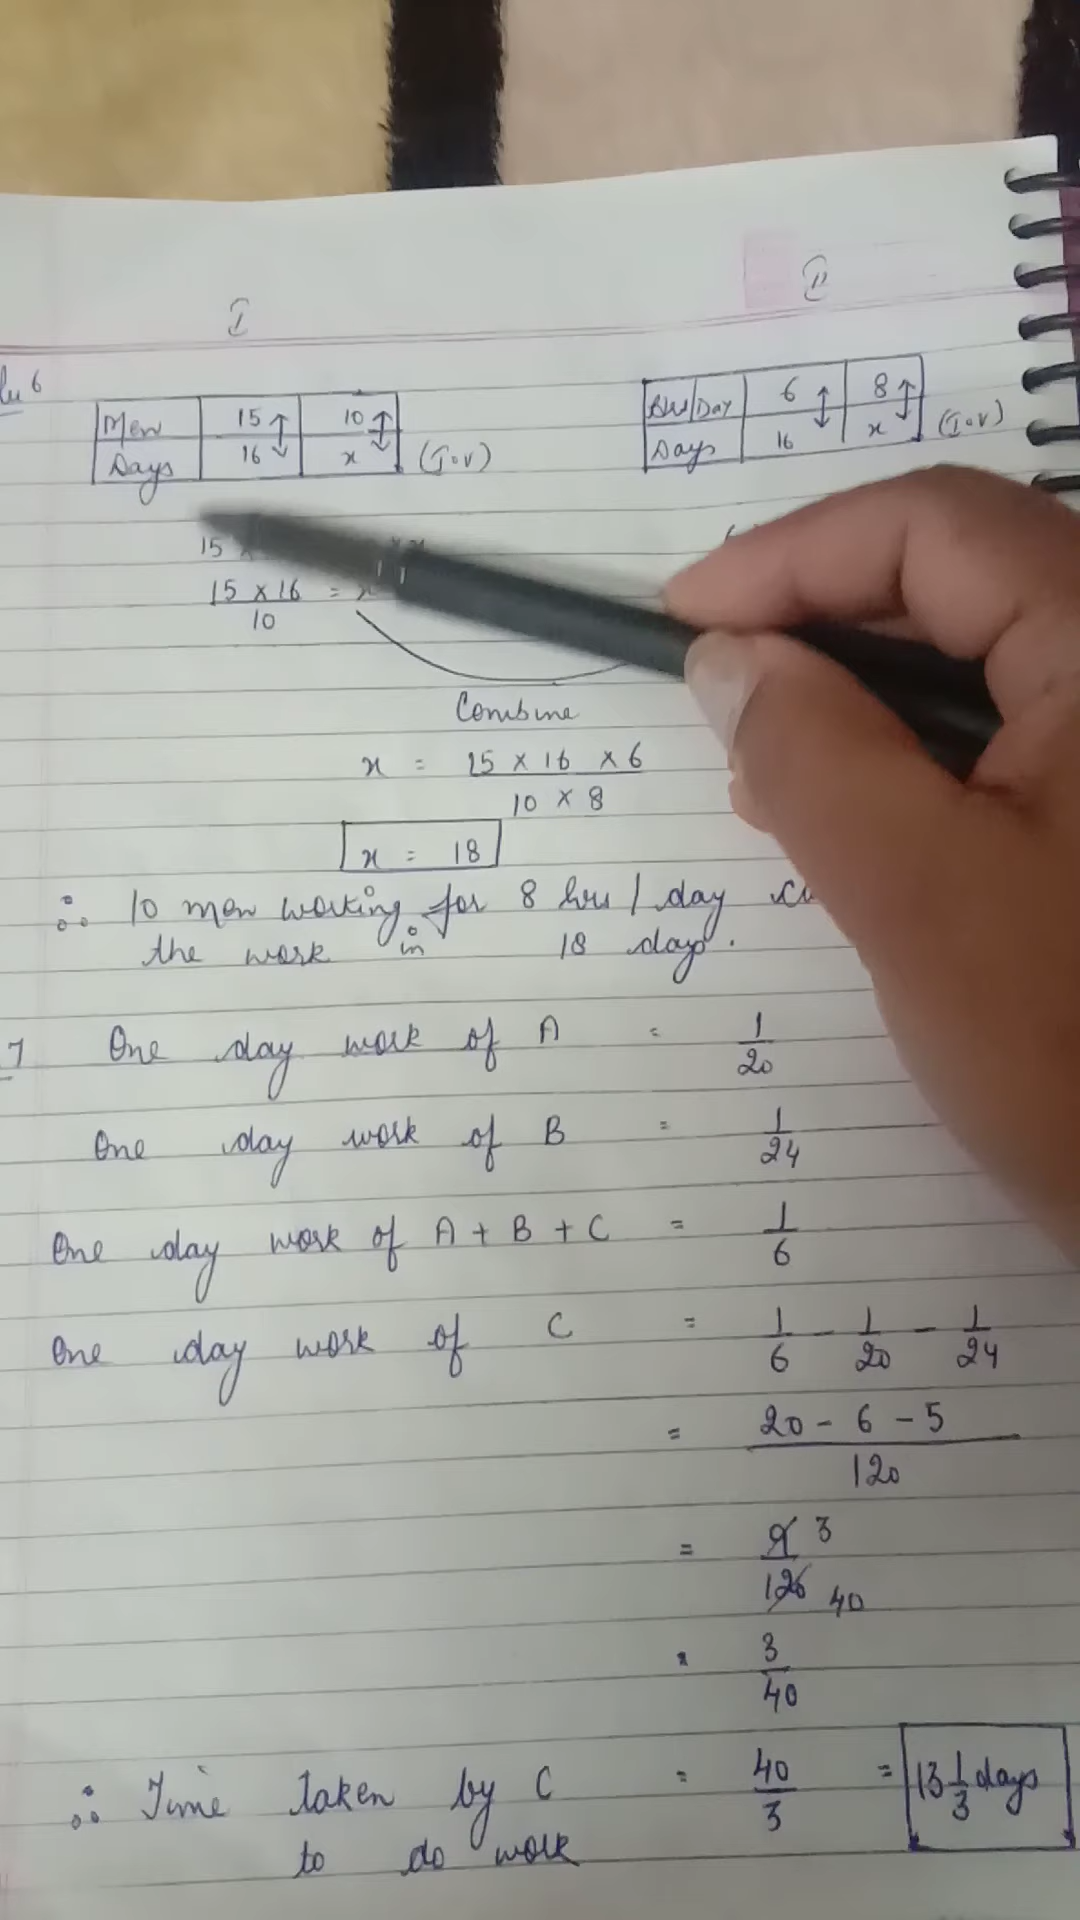 I II
6
Men 15 10
Days 16 x (I.V)
Hrs/Day 6 8
Days 16 x (I.V)
15
15 × 16 = x
10
Combine
x = 15 × 16 × 6
10 × 8
x = 18
∴ 10 men working for 8 hrs/day
the work in 18 days.
7 One day work of A = 1/20
One day work of B = 1/24
One day work of A + B + C = 1/6
One day work of C = 1/6 - 1/20 - 1/24
= 20 - 6 - 5
120
= 9 3
120 40
= 3/40
∴ Time taken by C = 40/3 = 13 1/3 days
to do work